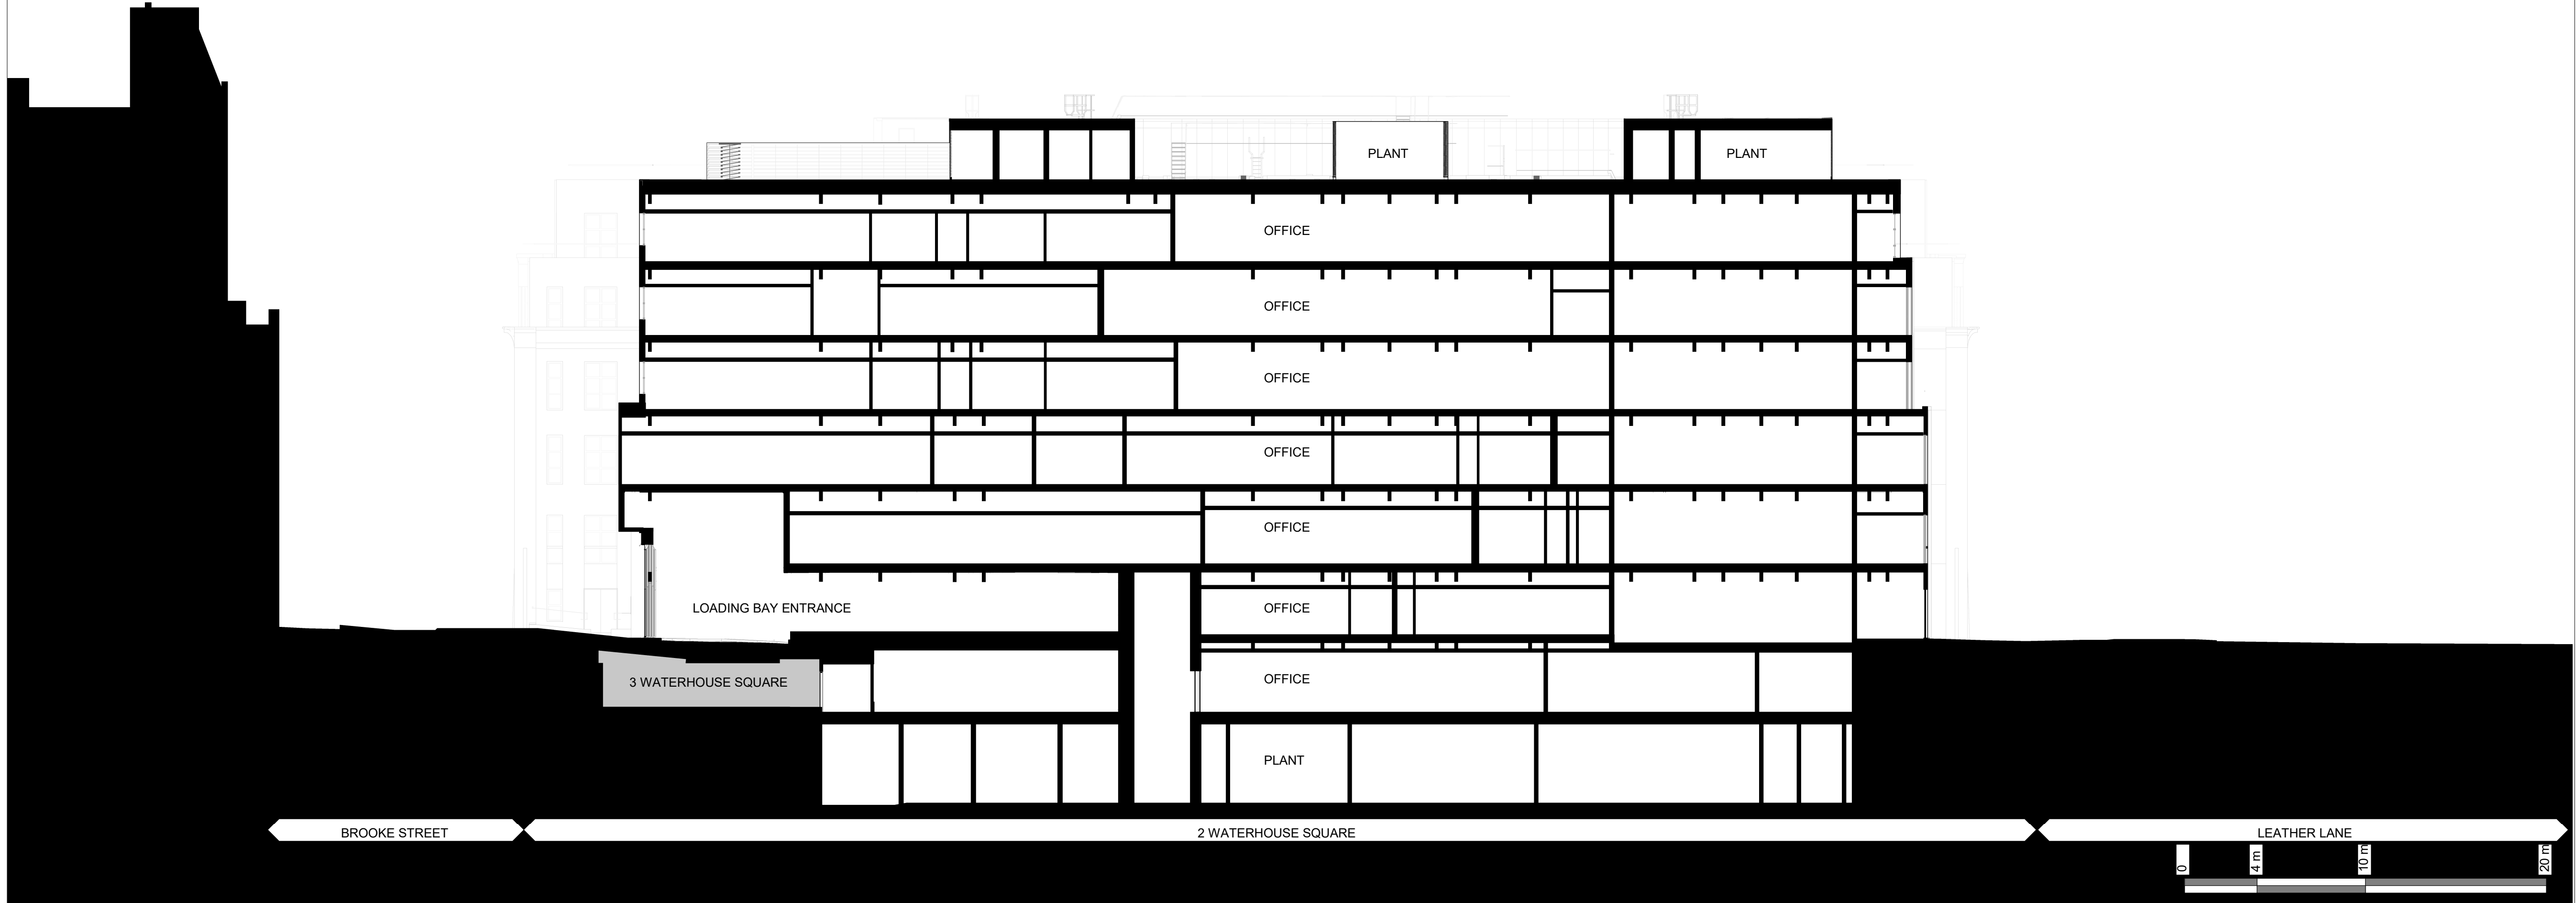 PLANT
PLANT
OFFICE
OFFICE
OFFICE
OFFICE
OFFICE
LOADING BAY ENTRANCE
OFFICE
3 WATERHOUSE SQUARE
OFFICE
PLANT
BROOKE STREET
2 WATERHOUSE SQUARE
LEATHER LANE
0
4 m
10 m
20 m